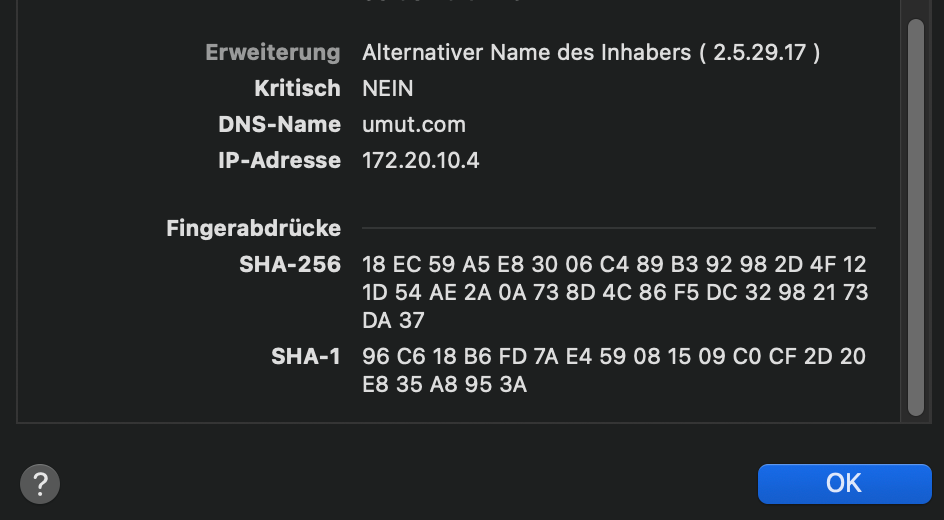 Erweiterung Alternativer Name des Inhabers ( 2.5.29.17 )
Kritisch NEIN
DNS-Name umut.com
IP-Adresse 172.20.10.4
Fingerabdrücke
SHA-256 18 EC 59 A5 E8 30 06 C4 89 B3 92 98 2D 4F 12
1D 54 AE 2A 0A 73 8D 4C 86 F5 DC 32 98 21 73
DA 37
SHA-1 96 C6 18 B6 FD 7A E4 59 08 15 09 C0 CF 2D 20
E8 35 A8 95 3A
? OK